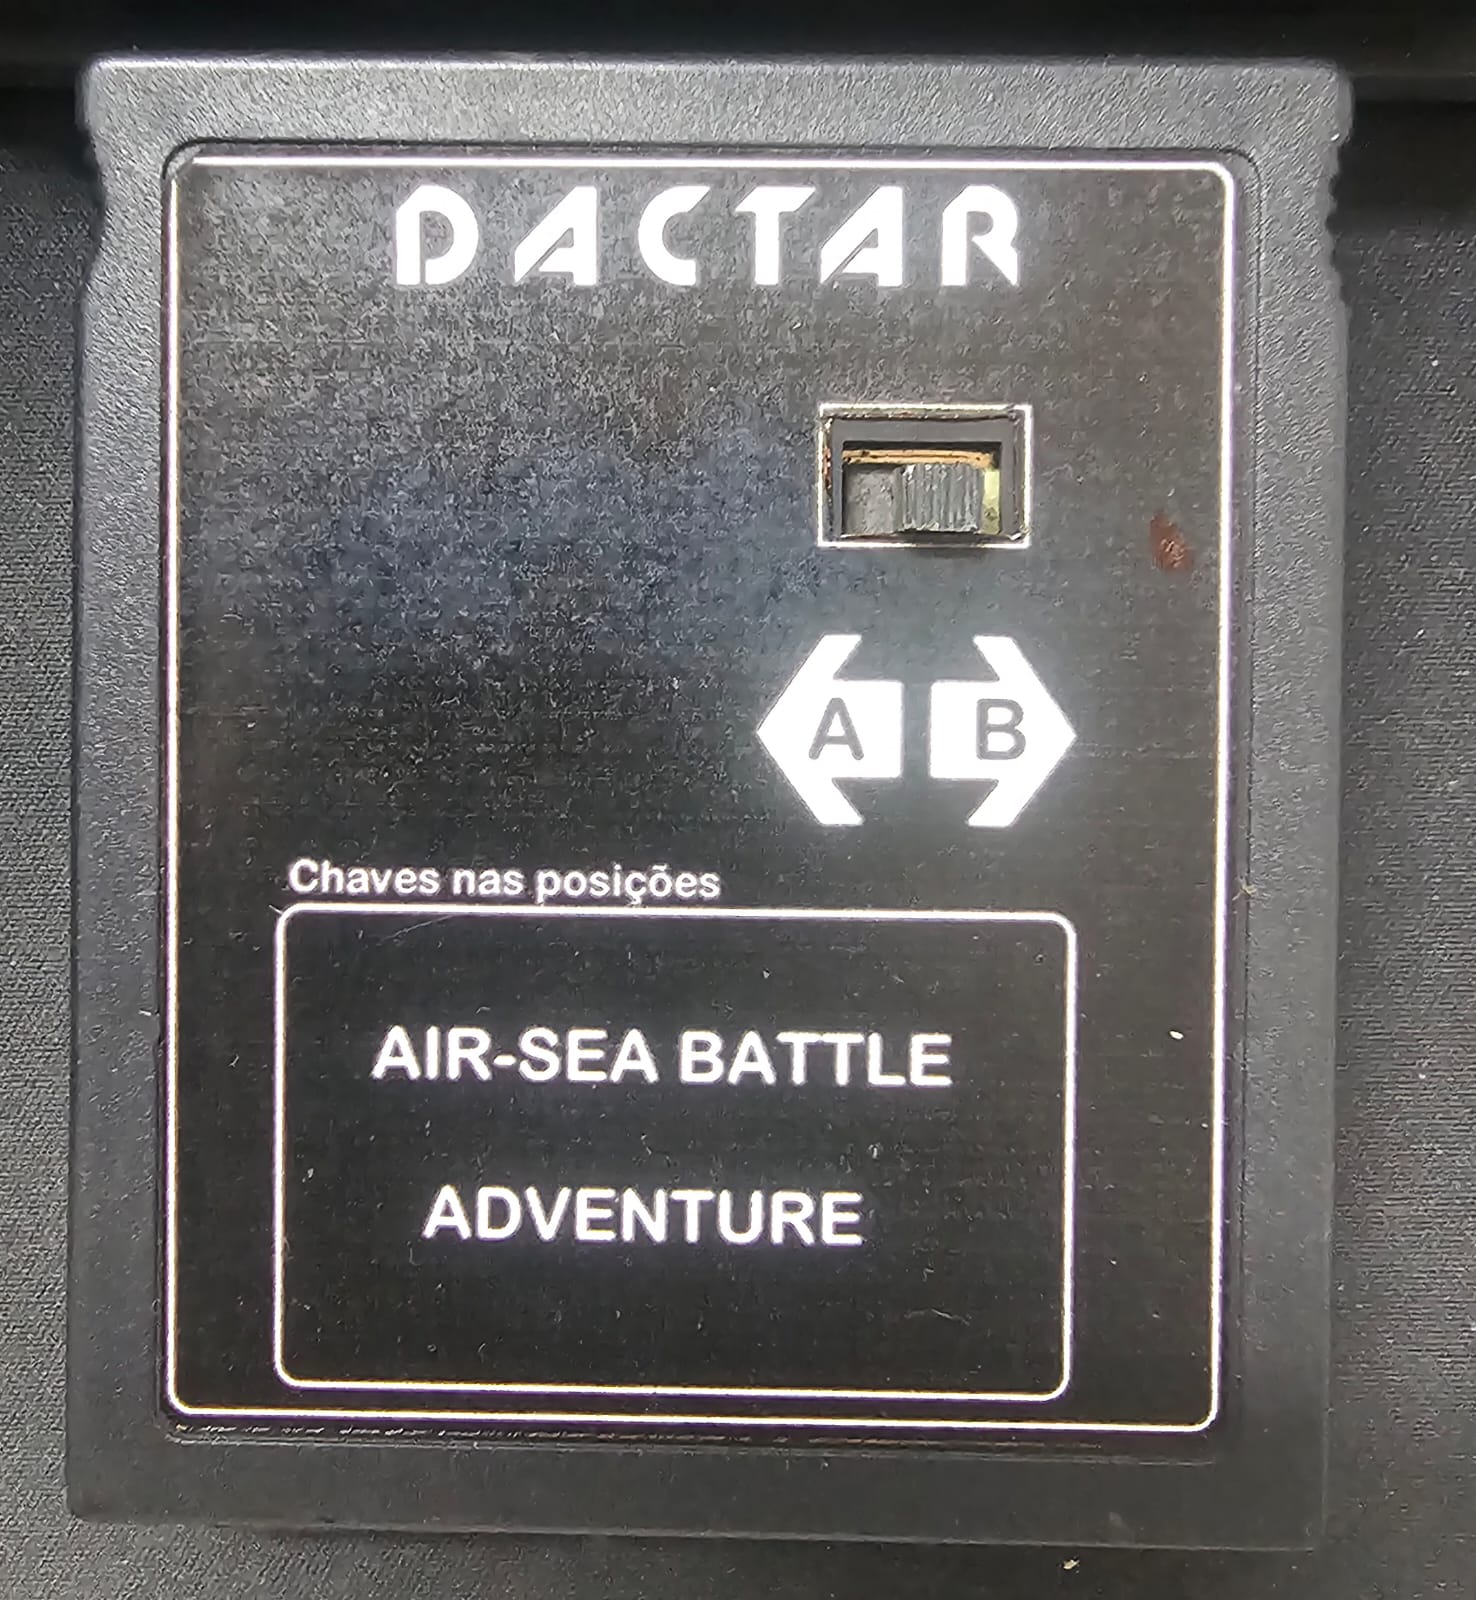 DACTAR
A B
Chaves nas posições
AIR-SEA BATTLE
ADVENTURE